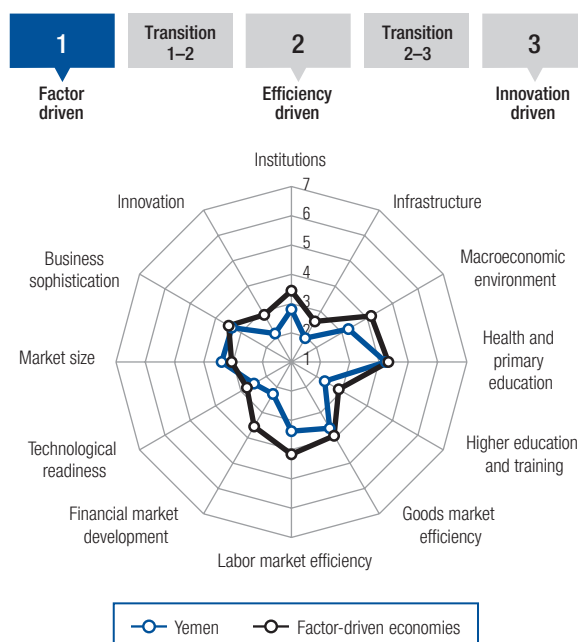 1
Transition
1–2
2
Transition
2–3
3
Factor
driven
Efficiency
driven
Innovation
driven
Institutions
7
Innovation
6
Infrastructure
5
Business
sophistication
4
Macroeconomic
environment
3
2
Market size
1
Health and
primary
education
Technological
readiness
Higher education
and training
Financial market
development
Goods market
efficiency
Labor market efficiency
Yemen
Factor-driven economies